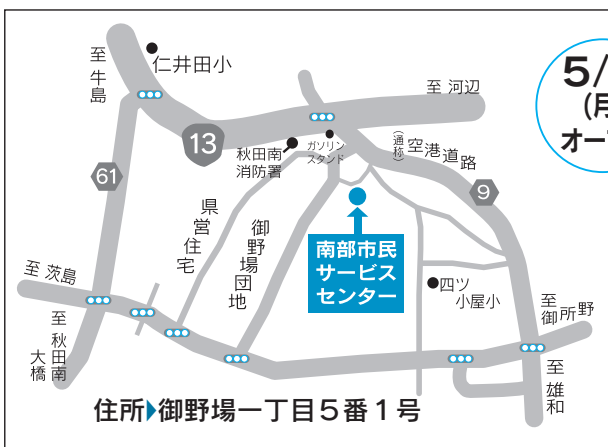 至 牛島
仁井田小
至 河辺
5/
(月
オー
13
秋田南
消防署
ガソリン
スタンド
(通称)
空港道路
61
9
県営住宅
御野場団地
南部市民
サービス
センター
四ツ
小屋小
至 茨島
至 御所野
至 秋田南
大橋
至 雄和
住所▶御野場一丁目5番1号